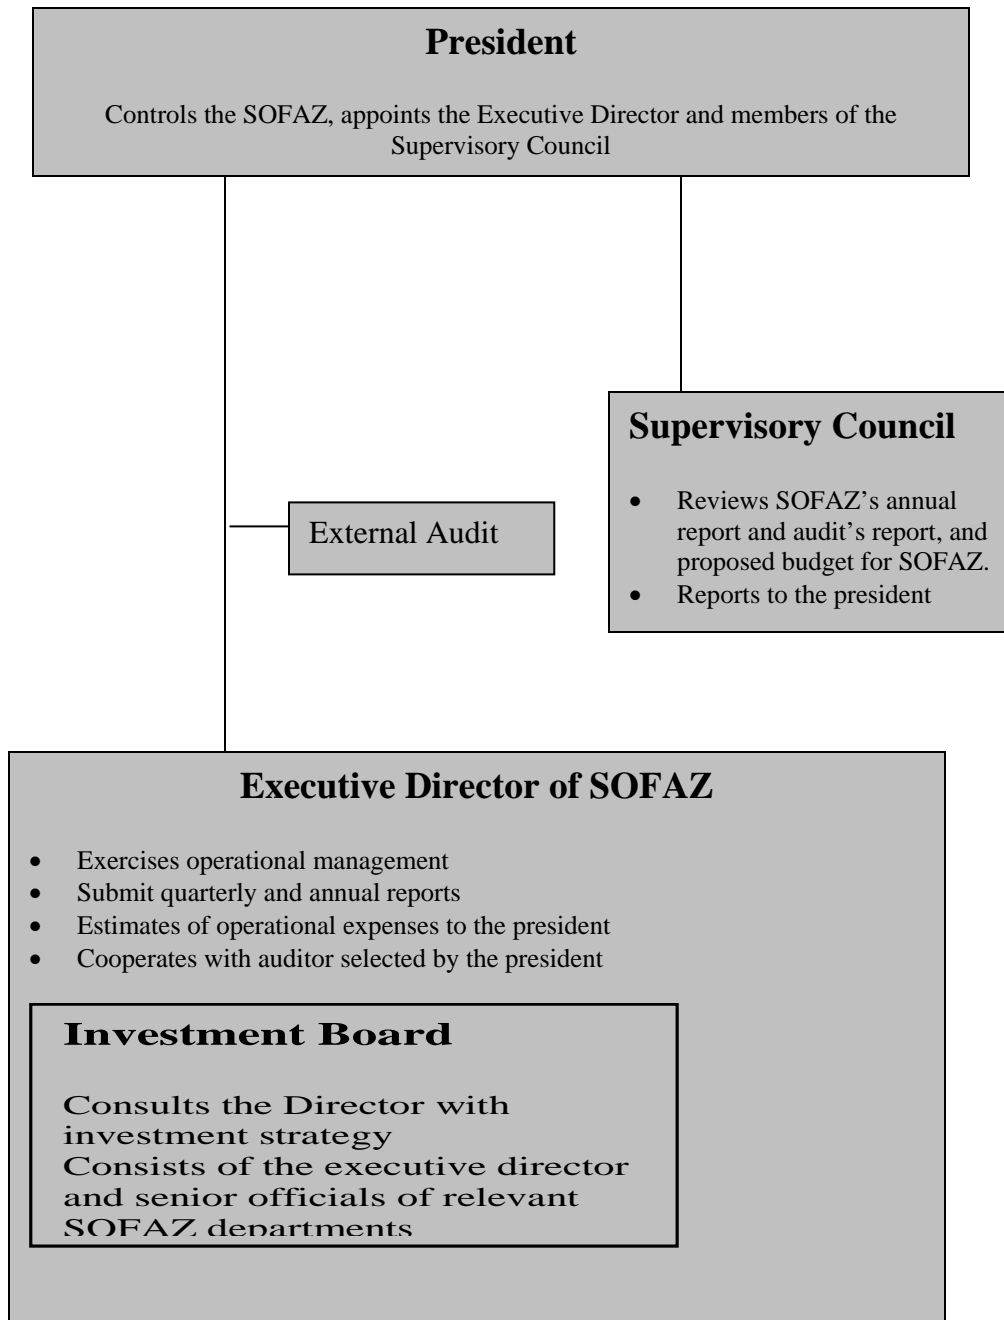 President
Controls the SOFAZ, appoints the Executive Director and members of the
Supervisory Council
Supervisory Council
• Reviews SOFAZ’s annual
report and audit’s report, and
proposed budget for SOFAZ.
• Reports to the president
External Audit
Executive Director of SOFAZ
• Exercises operational management
• Submit quarterly and annual reports
• Estimates of operational expenses to the president
• Cooperates with auditor selected by the president
Investment Board
Consults the Director with
investment strategy
Consists of the executive director
and senior officials of relevant
SOFAZ departments